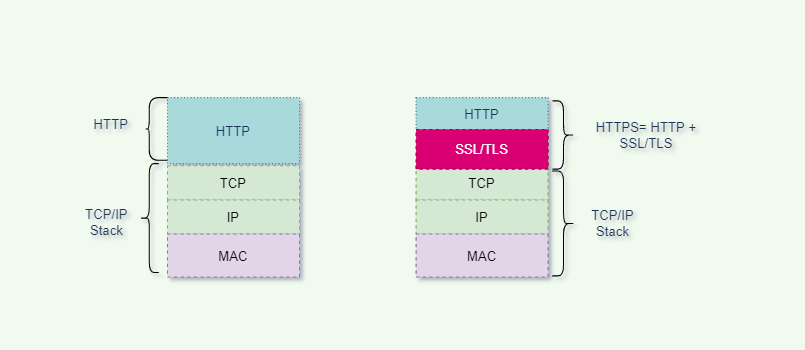 HTTP
HTTP
TCP/IP
Stack
TCP
IP
MAC
HTTP
SSL/TLS
HTTPS= HTTP +
SSL/TLS
TCP
IP
MAC
TCP/IP
Stack